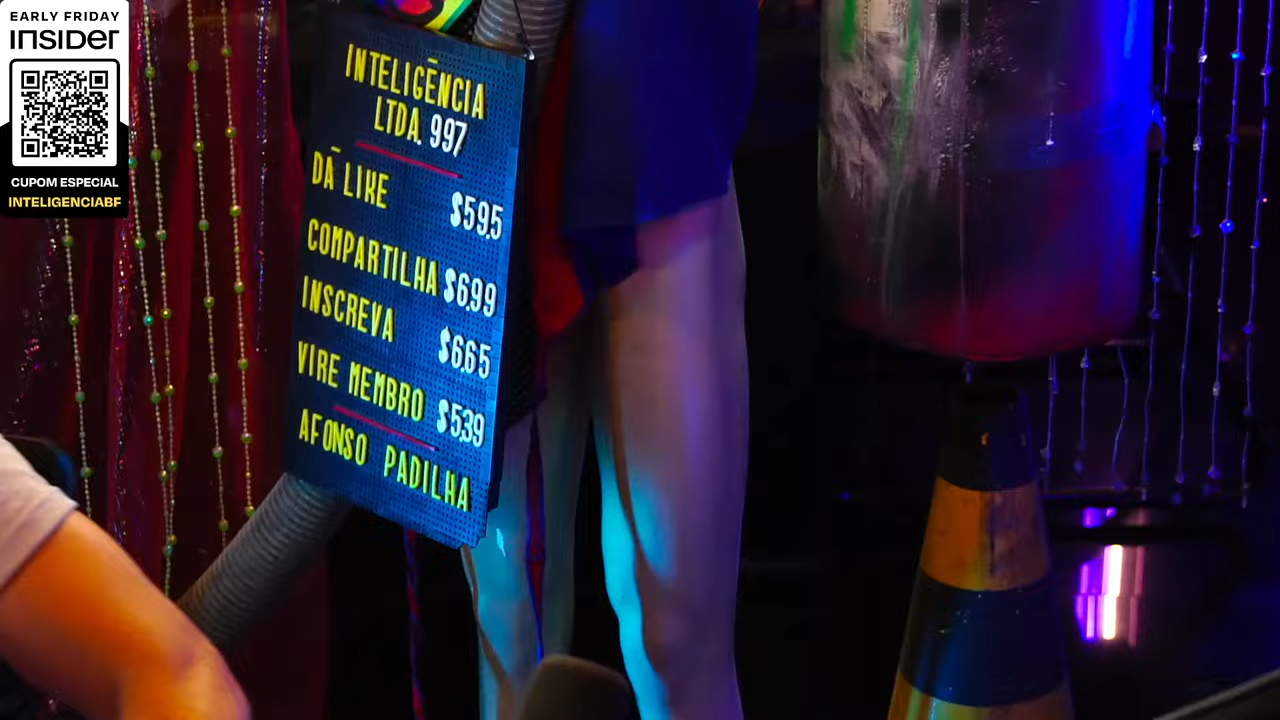 EARLY FRIDAY
INSIDER
CUPOM ESPECIAL
INTELIGENCIABF
INTELIGÊNCIA
LTDA. 997
DÁ LIKE $595
COMPARTILHA $699
INSCREVA $665
VIRE MEMBRO $539
AFONSO PADILHA